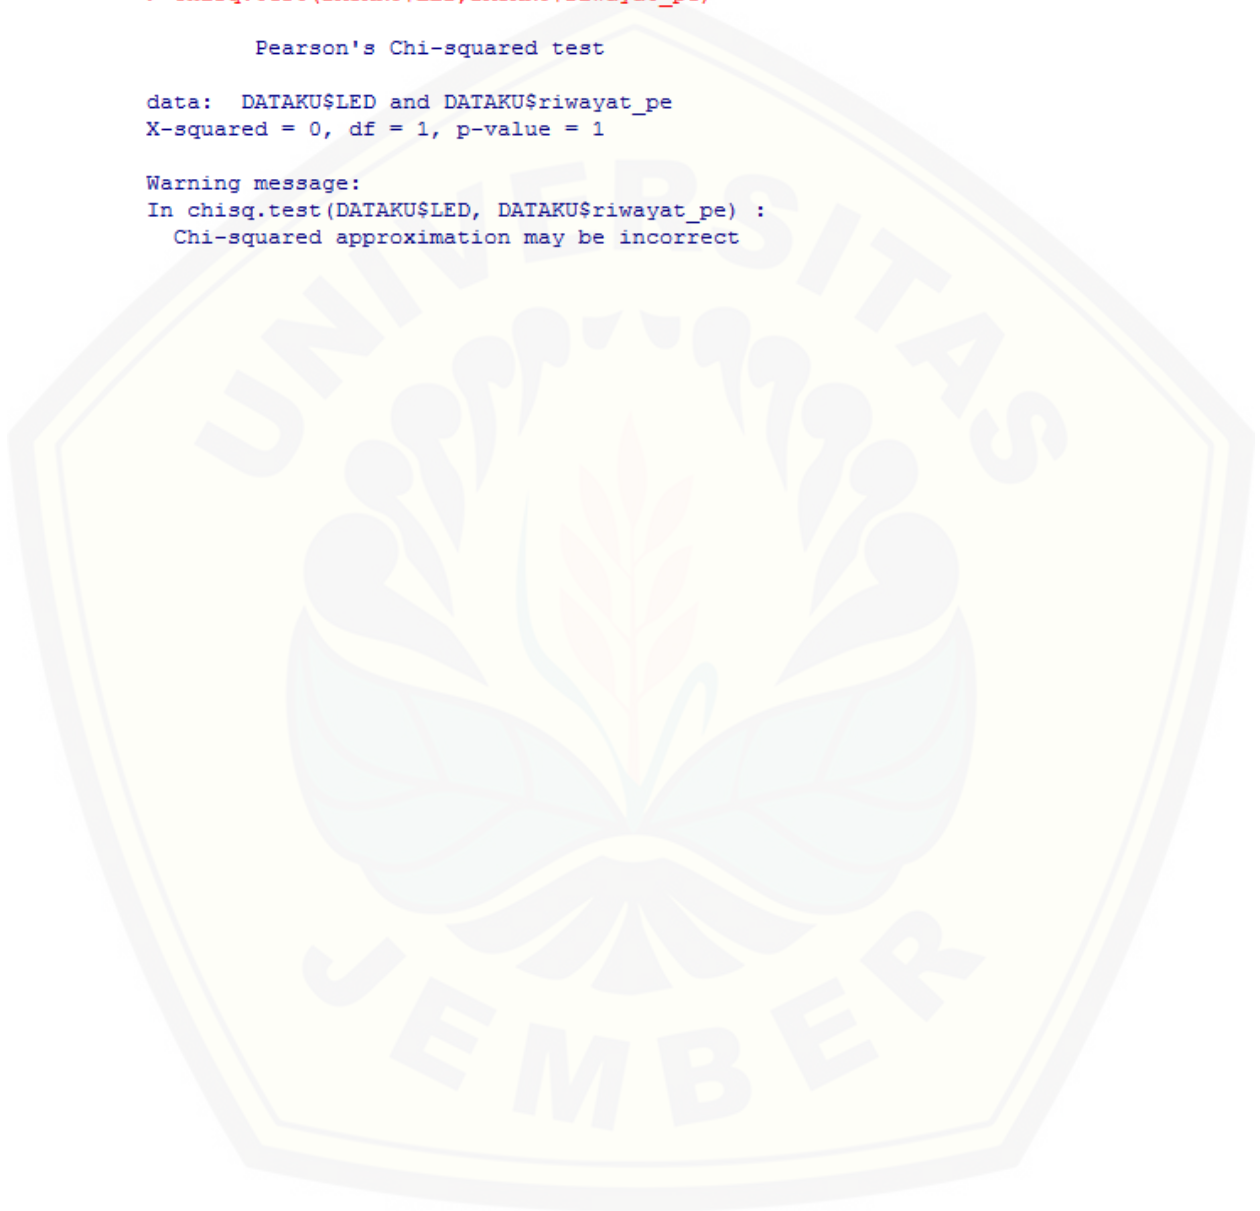 Pearson's Chi-squared test
data: DATAKU$LED and DATAKU$riwayat_pe
X-squared = 0, df = 1, p-value = 1
Warning message:
In chisq.test(DATAKU$LED, DATAKU$riwayat_pe) :
Chi-squared approximation may be incorrect
UNIVERSITAS
JEMBER